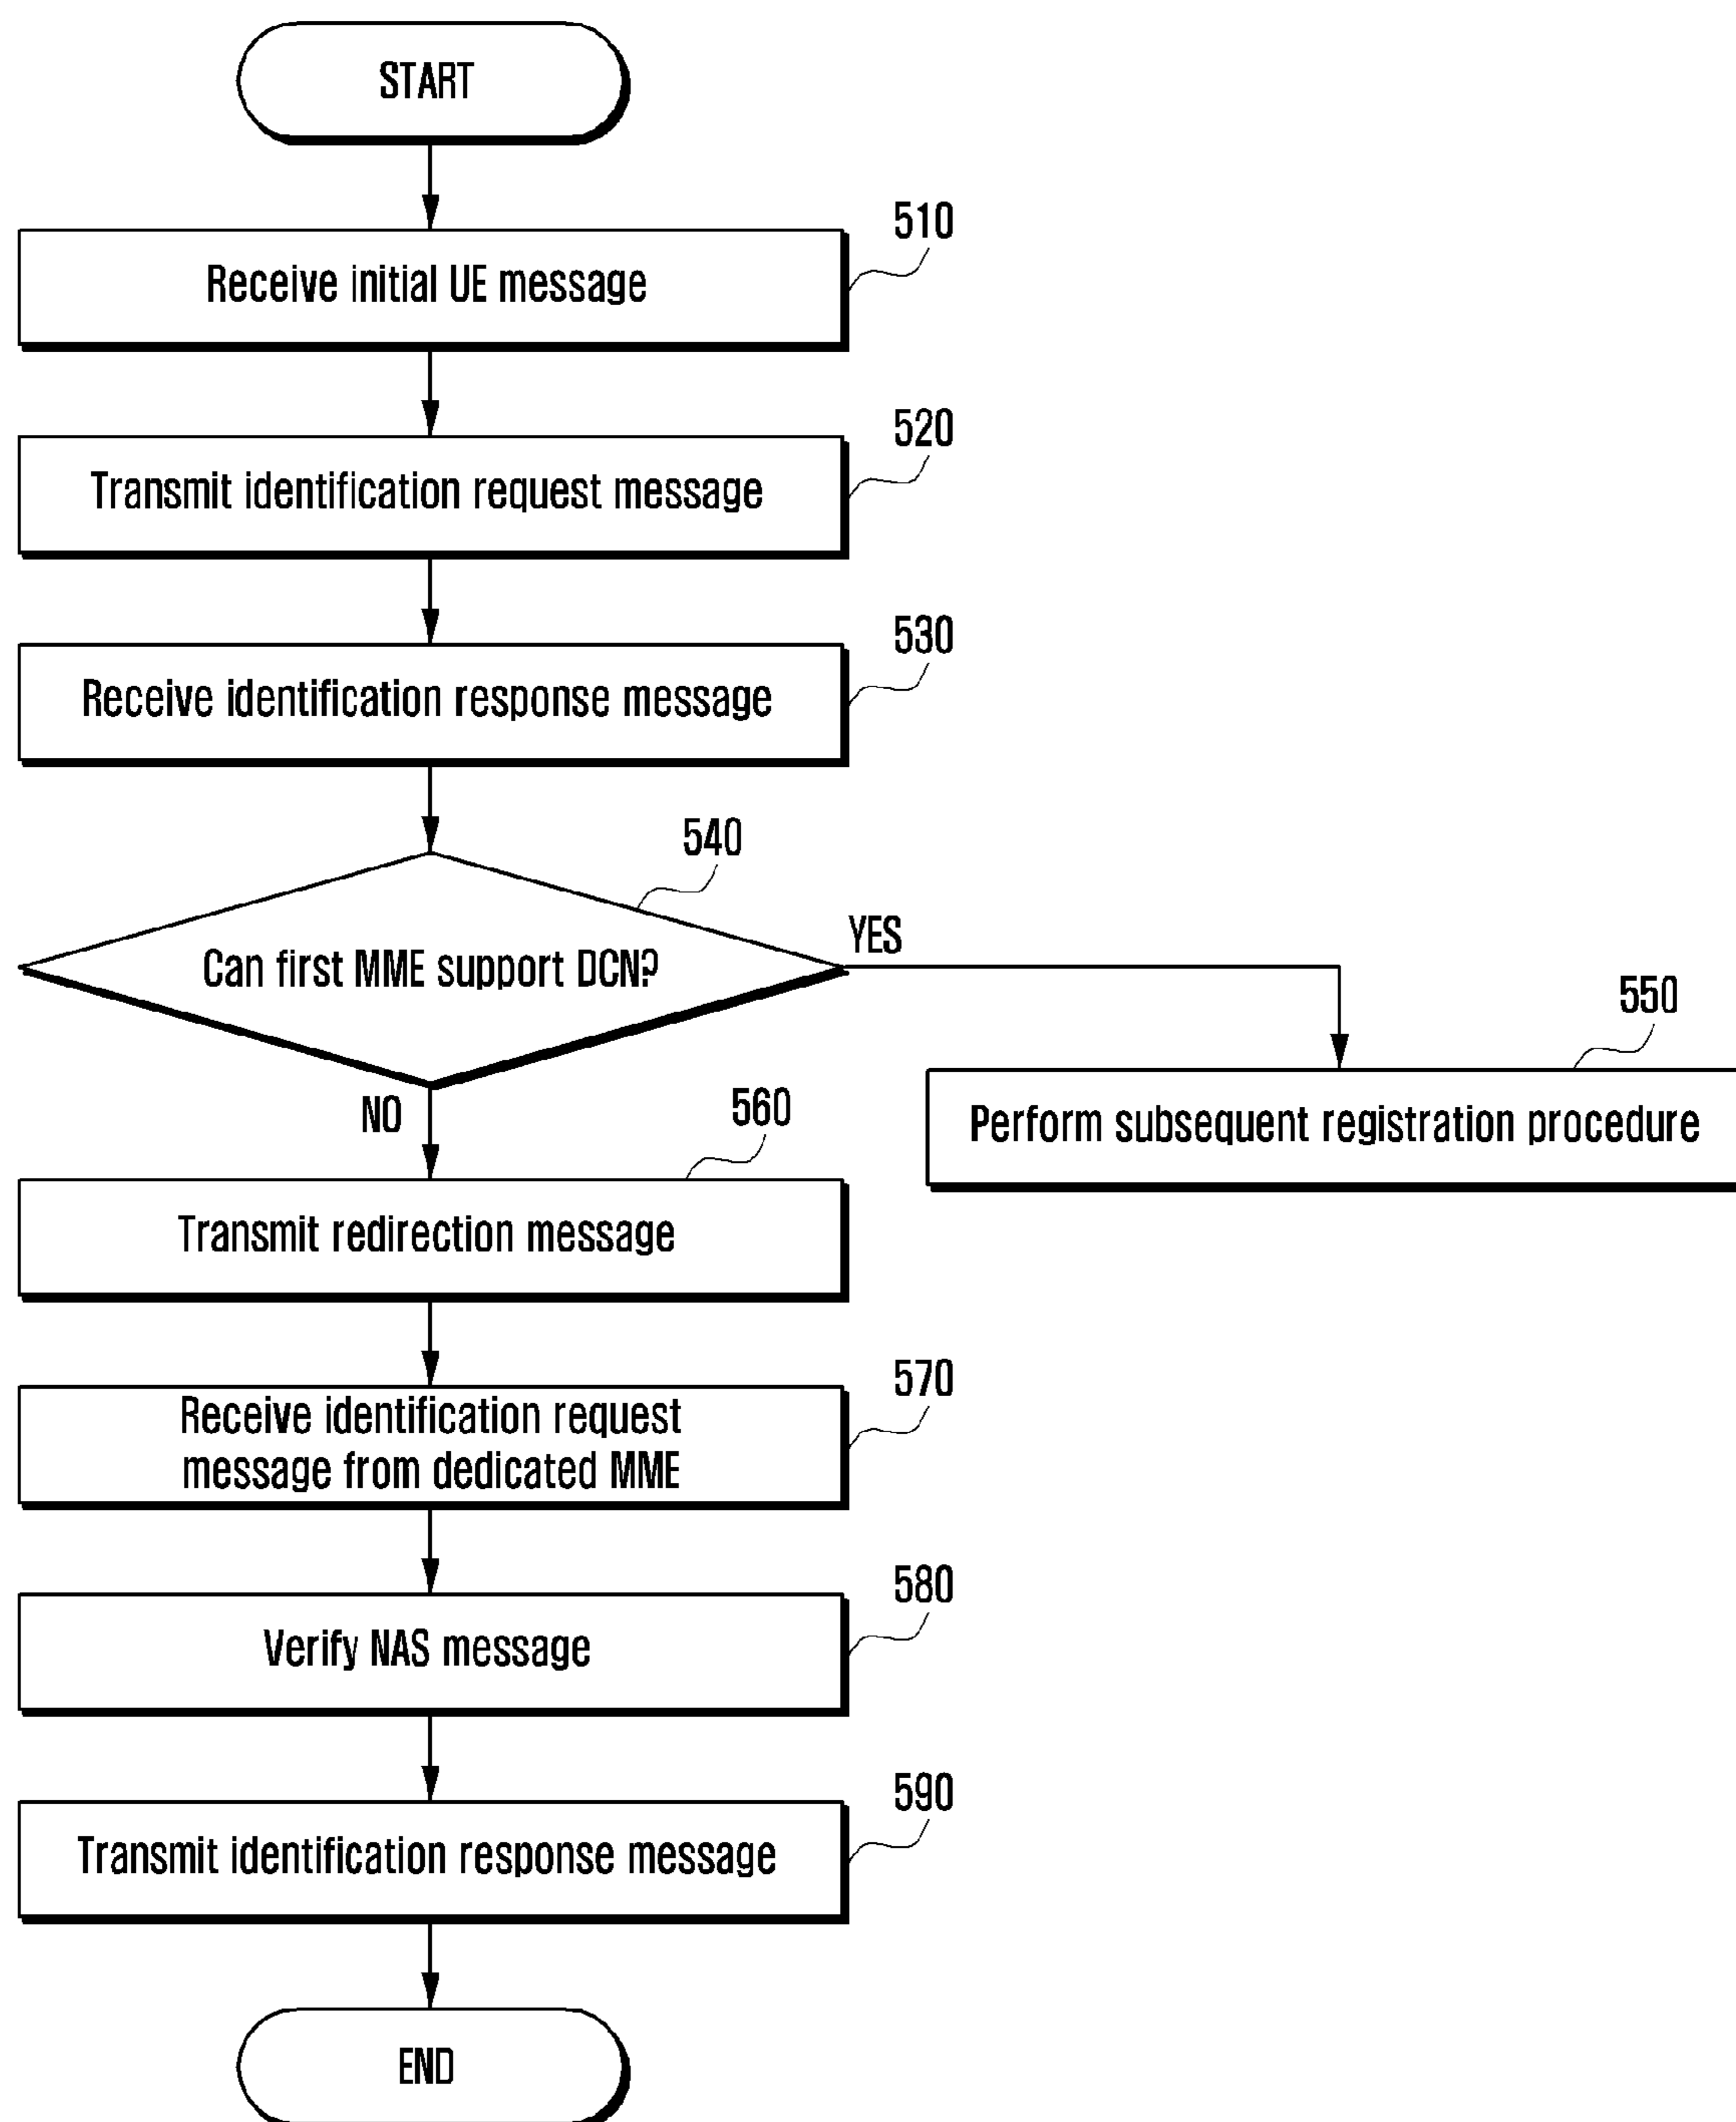 START
510
Receive initial UE message
520
Transmit identification request message
530
Receive identification response message
540
Can first MME support DCN?
YES
550
Perform subsequent registration procedure
NO
560
Transmit redirection message
570
Receive identification request
message from dedicated MME
580
Verify NAS message
590
Transmit identification response message
END